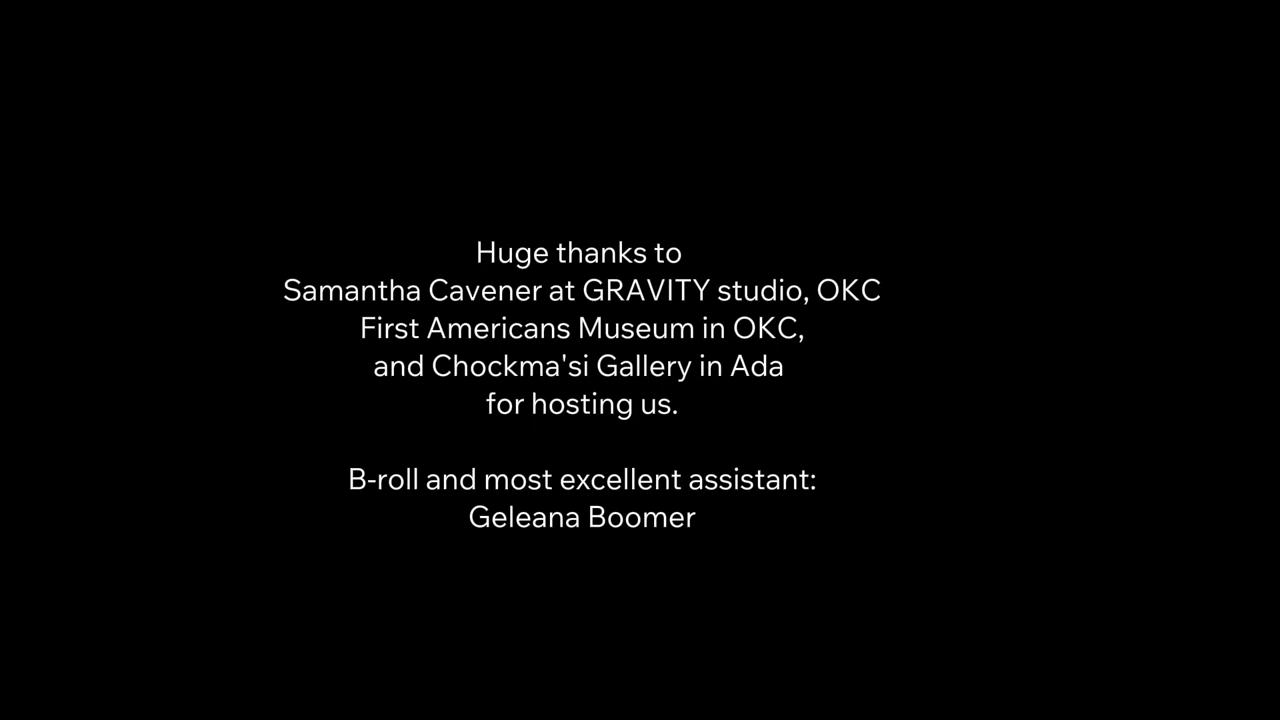 Huge thanks to
Samantha Cavener at GRAVITY studio, OKC
First Americans Museum in OKC,
and Chockma'si Gallery in Ada
for hosting us.
B-roll and most excellent assistant:
Geleana Boomer